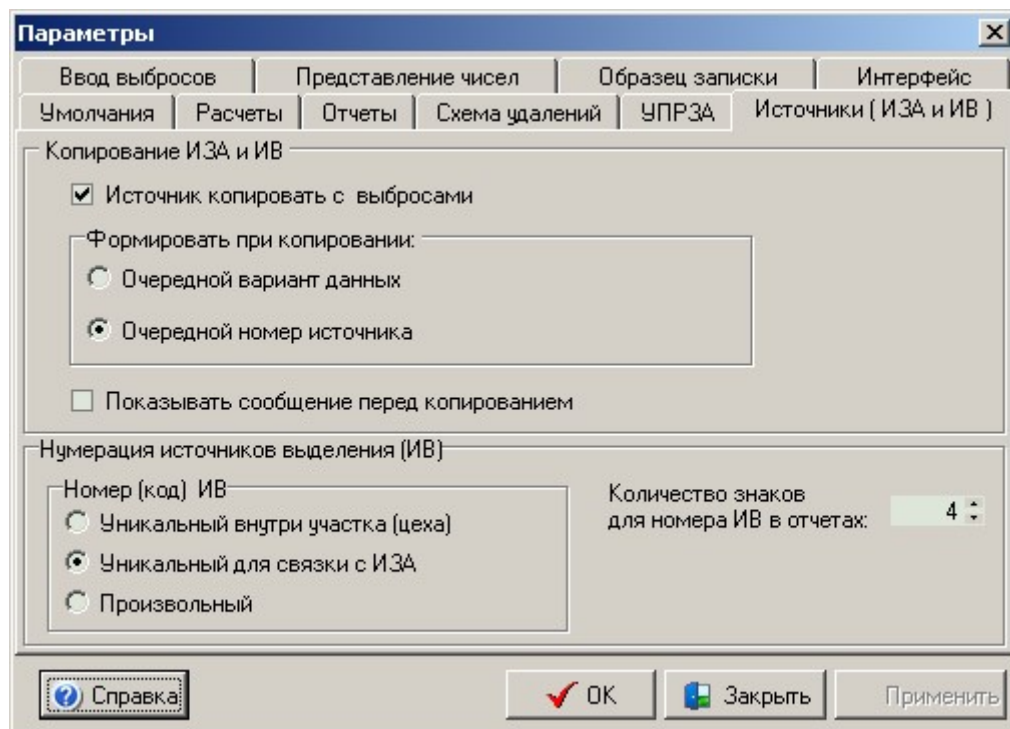 Параметры
Ввод выбросов
Представление чисел
Образец записки
Интерфейс
Умолчания
Расчеты
Отчеты
Схема удалений
УПРЗА
Источники ( ИЗА и ИВ )
Копирование ИЗА и ИВ
Источник копировать с выбросами
Формировать при копировании:
Очередной вариант данных
Очередной номер источника
Показывать сообщение перед копированием
Нумерация источников выделения (ИВ)
Номер (код) ИВ
Уникальный внутри участка (цеха)
Уникальный для связки с ИЗА
Произвольный
Количество знаков
для номера ИВ в отчетах:
4
Справка
OK
Закрыть
Применить